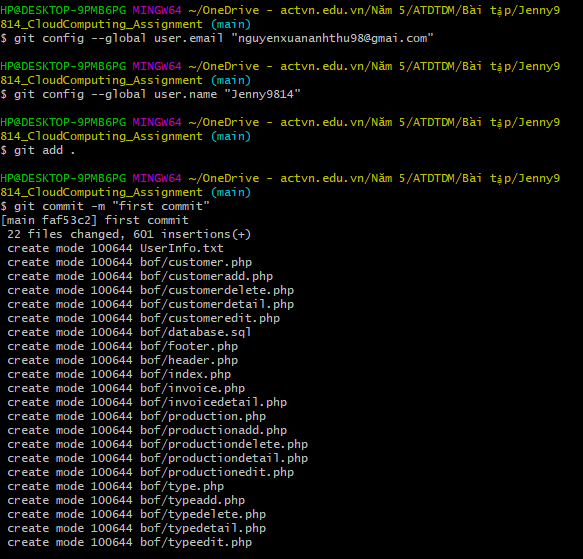 HP@DESKTOP-9PMB6PG MINGW64 ~/OneDrive - actvn.edu.vn/Năm 5/ATDTDM/Bài tập/Jenny9
814_CloudComputing_Assignment (main)
$ git config --global user.email "nguyenxuananhthu98@gmai.com"
HP@DESKTOP-9PMB6PG MINGW64 ~/OneDrive - actvn.edu.vn/Năm 5/ATDTDM/Bài tập/Jenny9
814_CloudComputing_Assignment (main)
$ git config --global user.name "Jenny9814"
HP@DESKTOP-9PMB6PG MINGW64 ~/OneDrive - actvn.edu.vn/Năm 5/ATDTDM/Bài tập/Jenny9
814_CloudComputing_Assignment (main)
$ git add .
HP@DESKTOP-9PMB6PG MINGW64 ~/OneDrive - actvn.edu.vn/Năm 5/ATDTDM/Bài tập/Jenny9
814_CloudComputing_Assignment (main)
$ git commit -m "first commit"
[main faf53c2] first commit
 22 files changed, 601 insertions(+)
 create mode 100644 UserInfo.txt
 create mode 100644 bof/customer.php
 create mode 100644 bof/customeradd.php
 create mode 100644 bof/customerdelete.php
 create mode 100644 bof/customerdetail.php
 create mode 100644 bof/customeredit.php
 create mode 100644 bof/database.sql
 create mode 100644 bof/footer.php
 create mode 100644 bof/header.php
 create mode 100644 bof/index.php
 create mode 100644 bof/invoice.php
 create mode 100644 bof/invoicedetail.php
 create mode 100644 bof/production.php
 create mode 100644 bof/productionadd.php
 create mode 100644 bof/productiondelete.php
 create mode 100644 bof/productiondetail.php
 create mode 100644 bof/productionedit.php
 create mode 100644 bof/type.php
 create mode 100644 bof/typeadd.php
 create mode 100644 bof/typedelete.php
 create mode 100644 bof/typedetail.php
 create mode 100644 bof/typeedit.php